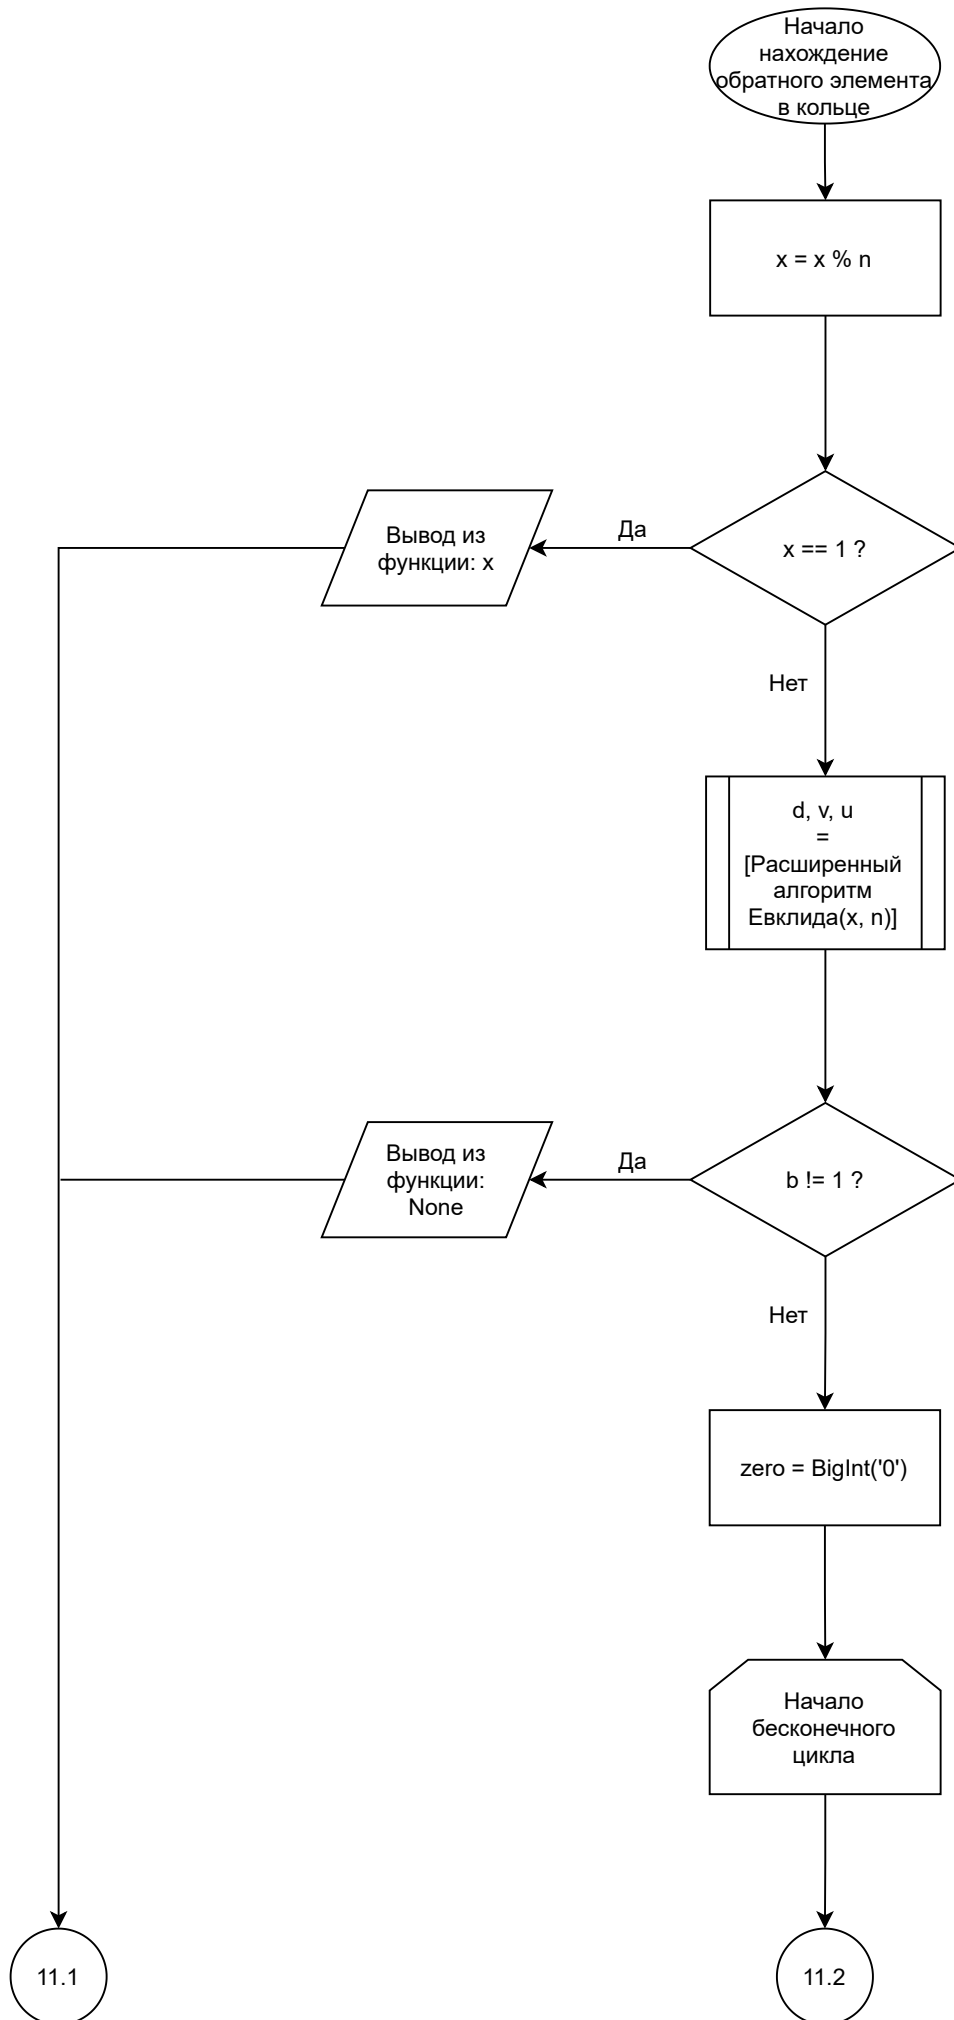 Начало
нахождение
обратного элемента
в кольце
x = x % n
x == 1 ?
Да
Вывод из
функции: x
Нет
d, v, u
=
[Расширенный
алгоритм
Евклида(x, n)]
b != 1 ?
Да
Вывод из
функции:
None
Нет
zero = BigInt('0')
Начало
бесконечного
цикла
11.1
11.2